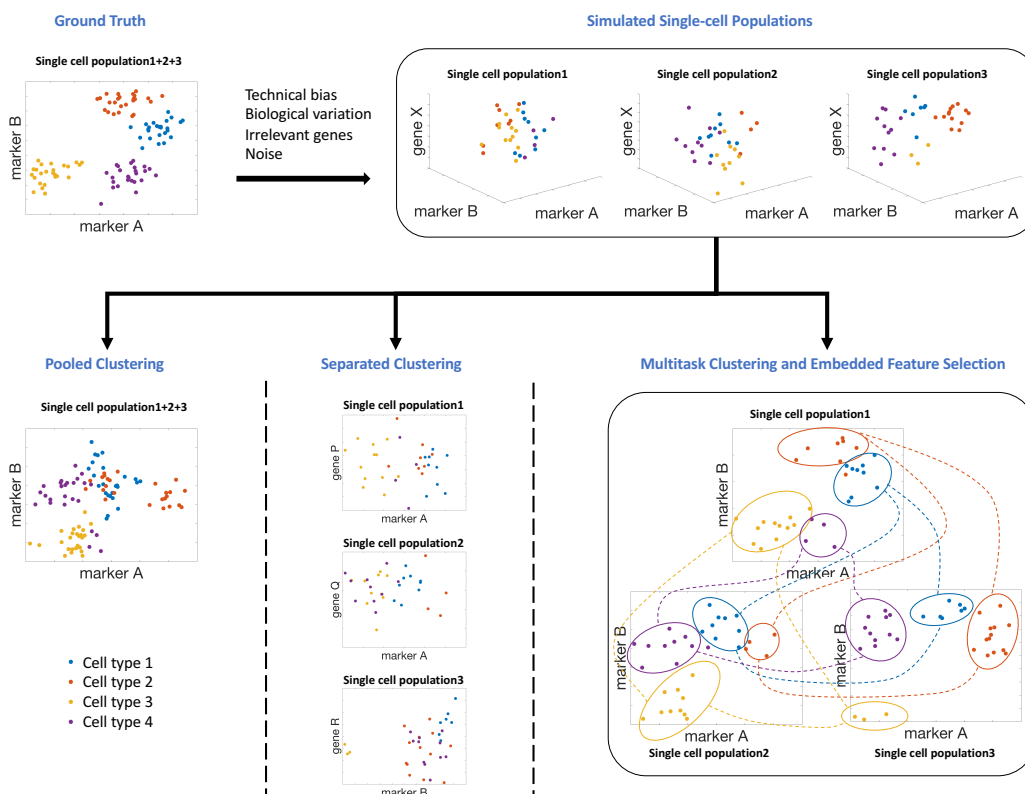 Ground Truth
Simulated Single-cell Populations
Single cell population1+2+3
marker B
marker A
Technical bias
Biological variation
Irrelevant genes
Noise
Single cell population1
Single cell population2
Single cell population3
gene X
marker B
marker A
gene X
marker B
marker A
gene X
marker B
marker A
Pooled Clustering
Separated Clustering
Multitask Clustering and Embedded Feature Selection
Single cell population1+2+3
marker B
marker A
Cell type 1
Cell type 2
Cell type 3
Cell type 4
Single cell population1
gene P
marker A
Single cell population2
gene Q
marker A
Single cell population3
gene R
marker B
Single cell population1
marker B
marker A
marker B
marker A
Single cell population2
marker B
marker A
Single cell population3